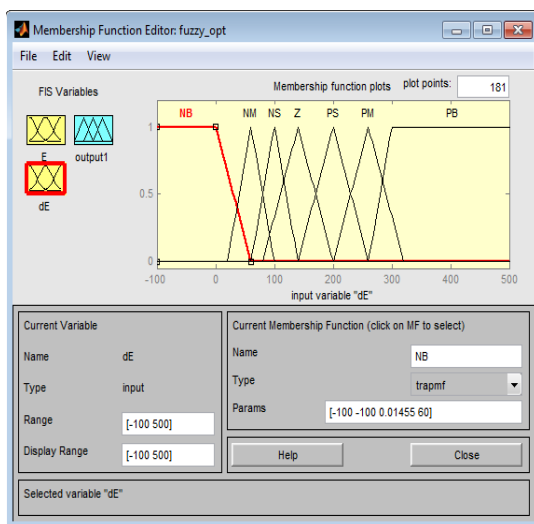 Membership Function Editor: fuzzy_opt
File Edit View
FIS Variables
Membership function plots plot points: 181
E output1
dE
NB NM NS Z PS PM PB
1
0.5
0
-100 0 100 200 300 400 500
input variable "dE"
Current Variable
Name dE
Type input
Range [-100 500]
Display Range [-100 500]
Current Membership Function (click on MF to select)
Name NB
Type trapmf
Params [-100 -100 0.01455 60]
Help Close
Selected variable "dE"